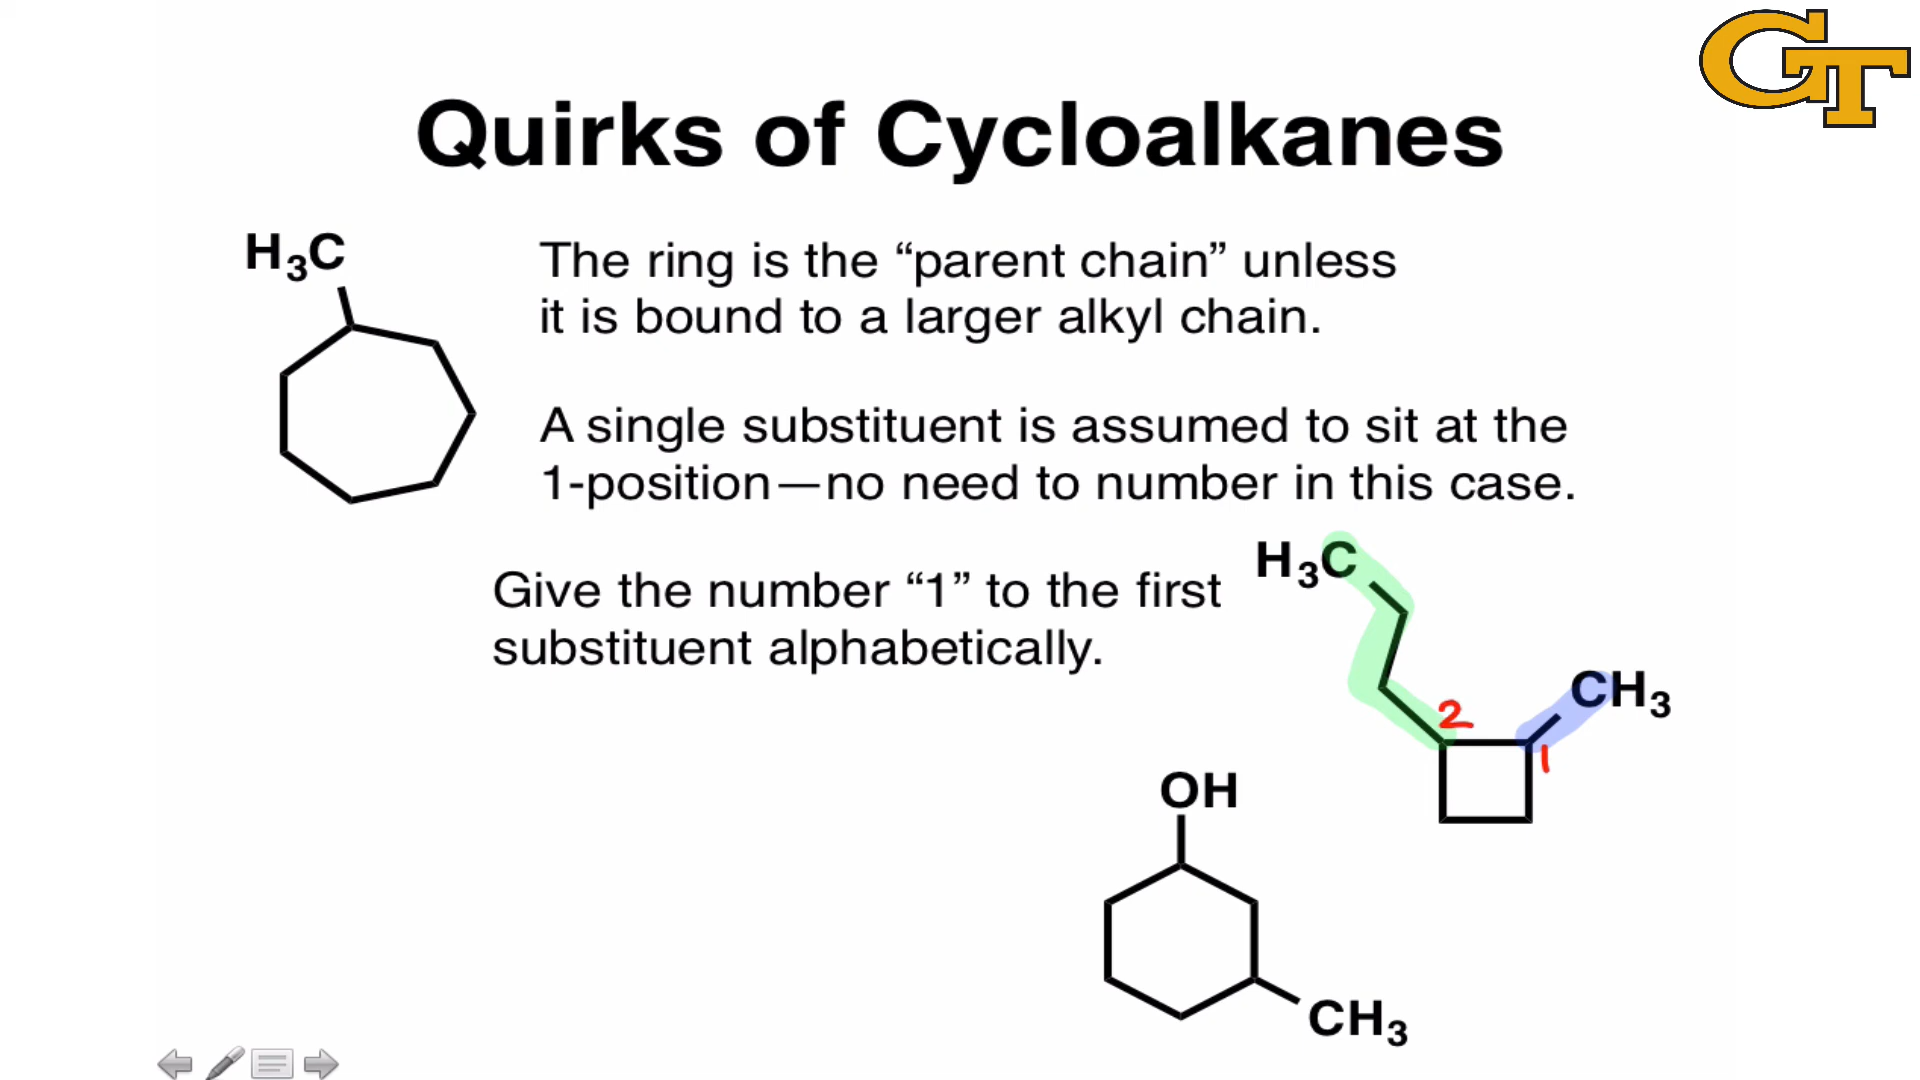 GT
Quirks of Cycloalkanes
H₃C
The ring is the “parent chain” unless
it is bound to a larger alkyl chain.
A single substituent is assumed to sit at the
1-position—no need to number in this case.
Give the number “1” to the first
substituent alphabetically.
H₃C
CH₃
2
1
OH
CH₃